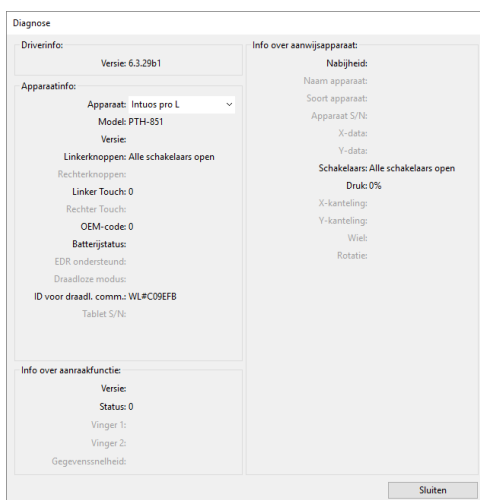 Diagnose
Driverinfo:
Versie: 6.3.29b1
Apparaatinfo:
Apparaat: Intuos pro L
Model: PTH-851
Versie:
Linkerknoppen: Alle schakelaars open
Rechterknoppen:
Linker Touch: 0
Rechter Touch:
OEM-code: 0
Batterijstatus:
EDR ondersteund:
Draadloze modus:
ID voor draadl. comm.: WL#C09EFB
Tablet S/N:
Info over aanraakfunctie:
Versie:
Status: 0
Vinger 1:
Vinger 2:
Gegevenssnelheid:
Info over aanwijsapparaat:
Nabijheid:
Naam apparaat:
Soort apparaat:
Apparaat S/N:
X-data:
Y-data:
Schakelaars: Alle schakelaars open
Druk: 0%
X-kanteling:
Y-kanteling:
Wiel:
Rotatie:
Sluiten